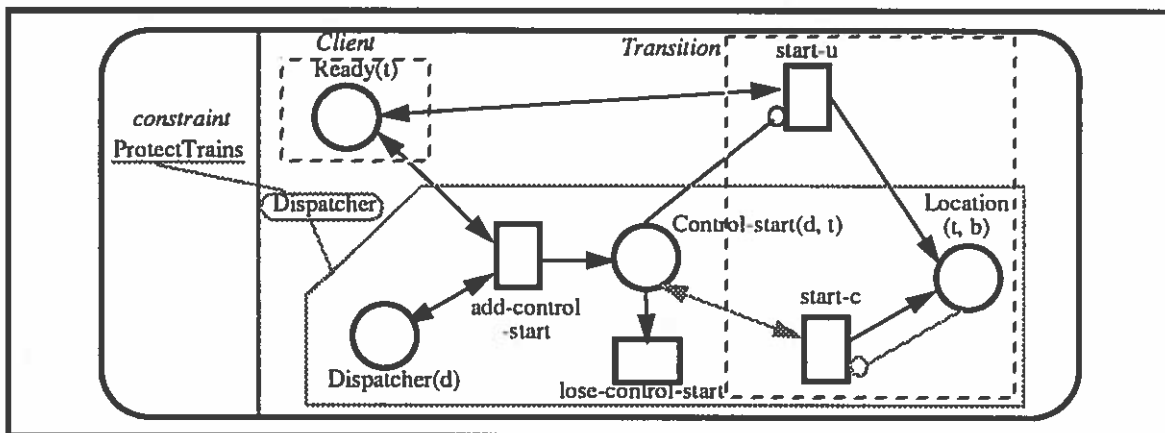 Client
Ready(t)
Transition
start-u
constraint
ProtectTrains
Dispatcher
Control-start(d, t)
Location
(t, b)
add-control
-start
start-c
Dispatcher(d)
lose-control-start